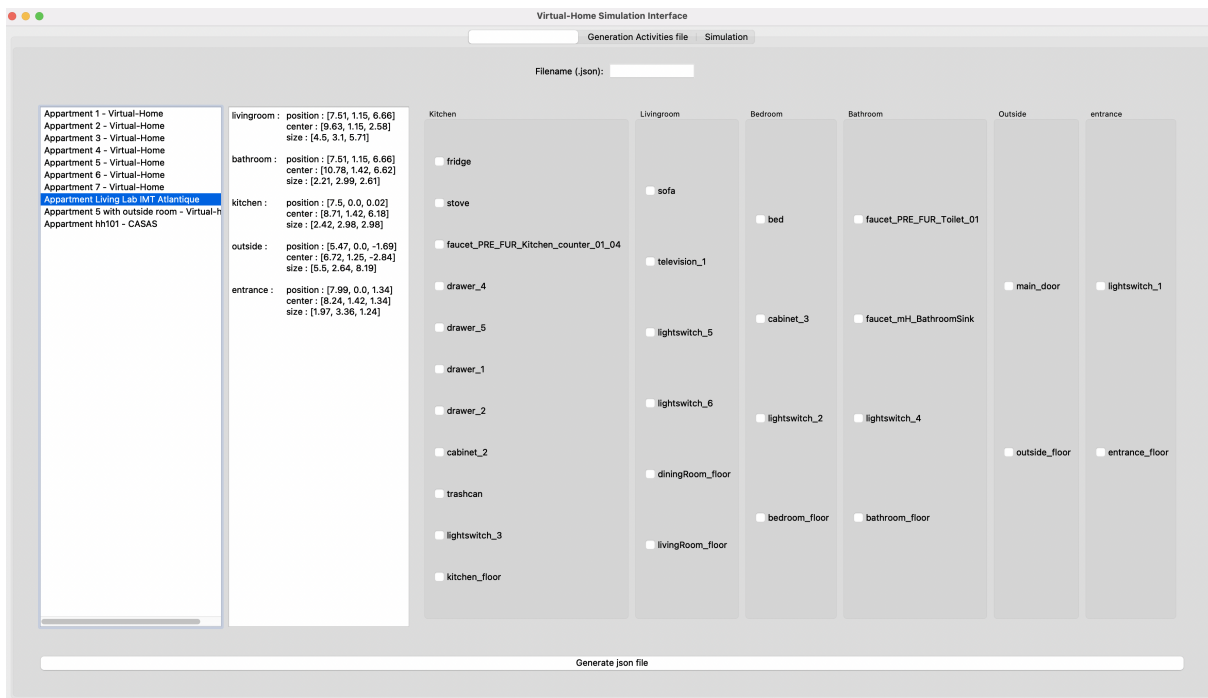 Virtual-Home Simulation Interface
Generation Activities file Simulation
Filename (.json):
Appartment 1 - Virtual-Home
Appartment 2 - Virtual-Home
Appartment 3 - Virtual-Home
Appartment 4 - Virtual-Home
Appartment 5 - Virtual-Home
Appartment 6 - Virtual-Home
Appartment 7 - Virtual-Home
Appartment Living Lab IMT Atlantique
Appartment 5 with outside room - Virtual-h
Appartment hh101 - CASAS
livingroom : position : [7.51, 1.15, 6.66]
center : [9.63, 1.15, 2.58]
size : [4.5, 3.1, 5.71]
bathroom : position : [7.51, 1.15, 6.66]
center : [10.78, 1.42, 6.62]
size : [2.21, 2.99, 2.61]
kitchen : position : [7.5, 0.0, 0.02]
center : [8.71, 1.42, 6.18]
size : [2.42, 2.98, 2.98]
outside : position : [5.47, 0.0, -1.69]
center : [6.72, 1.25, -2.84]
size : [5.5, 2.64, 8.19]
entrance : position : [7.99, 0.0, 1.34]
center : [8.24, 1.42, 1.34]
size : [1.97, 3.36, 1.24]
Kitchen
fridge
stove
faucet_PRE_FUR_Kitchen_counter_01_04
drawer_4
drawer_5
drawer_1
drawer_2
cabinet_2
trashcan
lightswitch_3
kitchen_floor
Livingroom
sofa
television_1
lightswitch_5
lightswitch_6
diningRoom_floor
livingRoom_floor
Bedroom
bed
cabinet_3
lightswitch_2
bedroom_floor
Bathroom
faucet_PRE_FUR_Toilet_01
faucet_mH_BathroomSink
lightswitch_4
bathroom_floor
Outside
main_door
outside_floor
entrance
lightswitch_1
entrance_floor
Generate json file